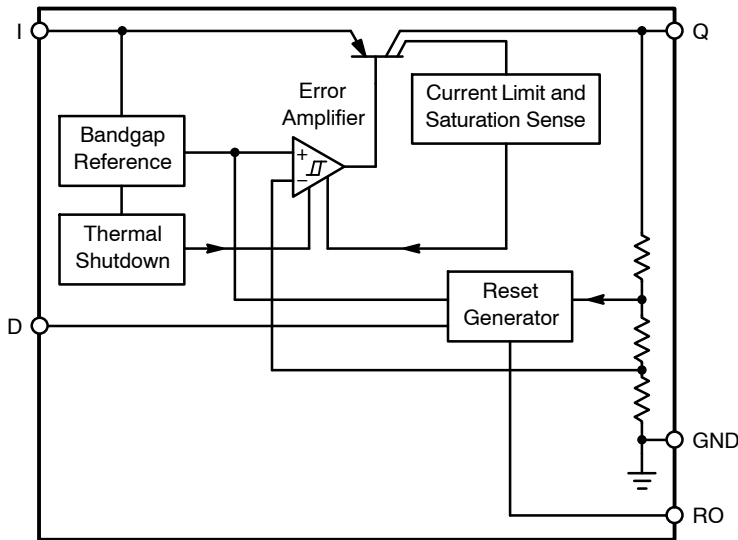 I
Q
Error
Amplifier
Current Limit and
Saturation Sense
Bandgap
Reference
+
−
Thermal
Shutdown
Reset
Generator
D
GND
RO